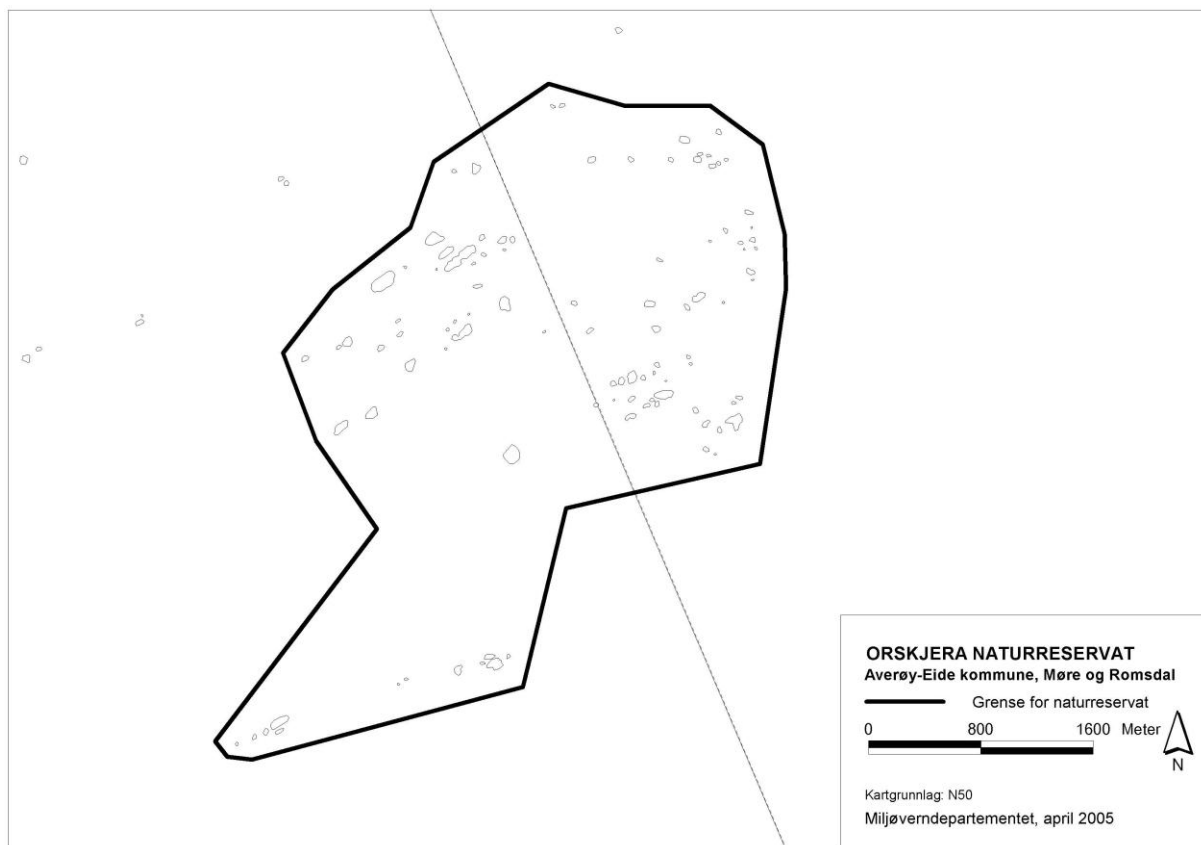 ORSKJERA NATURRESERVAT
Averøy-Eide kommune, Møre og Romsdal
Grense for naturreservat
0 800 1600 Meter
N
Kartgrunnlag: N50
Miljøverndepartementet, april 2005